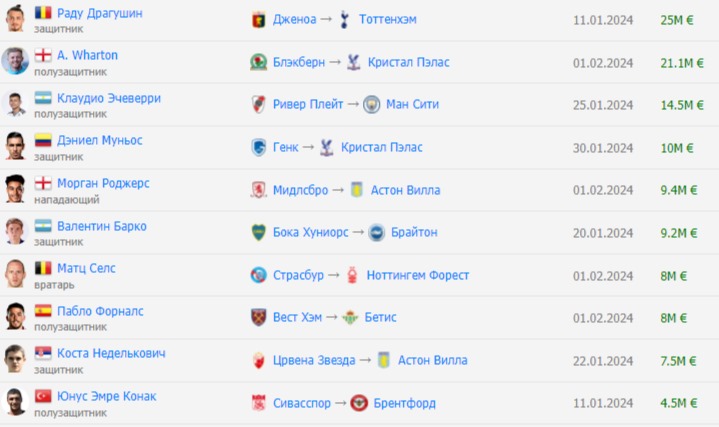 Раду Драгушин
защитник
Дженоа → Тоттенхэм 11.01.2024 25M €
A. Wharton
полузащитник
Блэкберн → Кристал Пэлас 01.02.2024 21.1M €
Клаудио Эчеверри
полузащитник
Ривер Плейт → Ман Сити 25.01.2024 14.5M €
Дэниел Муньос
защитник
Генк → Кристал Пэлас 30.01.2024 10M €
Морган Роджерс
нападающий
Мидлсбро → Астон Вилла 01.02.2024 9.4M €
Валентин Барко
защитник
Бока Хуниорс → Брайтон 20.01.2024 9.2M €
Матц Селс
вратарь
Страсбур → Ноттингем Форест 01.02.2024 8M €
Пабло Форналс
полузащитник
Вест Хэм → Бетис 01.02.2024 8M €
Коста Неделькович
защитник
Црвена Звезда → Астон Вилла 22.01.2024 7.5M €
Юнус Эмре Конак
полузащитник
Сивасспор → Брентфорд 11.01.2024 4.5M €